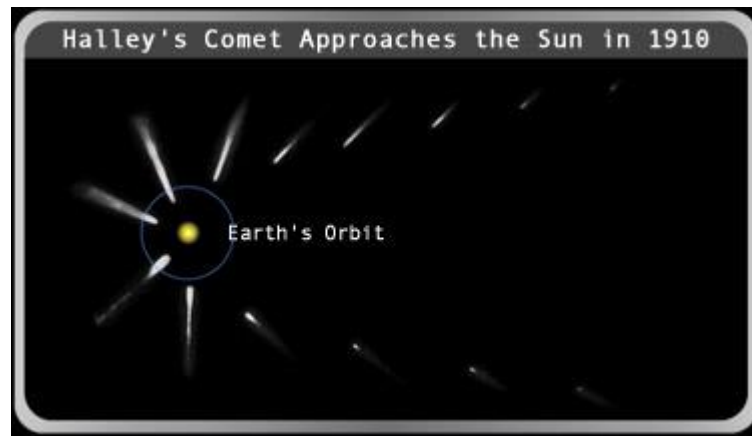 Halley's Comet Approaches the Sun in 1910
Earth's Orbit